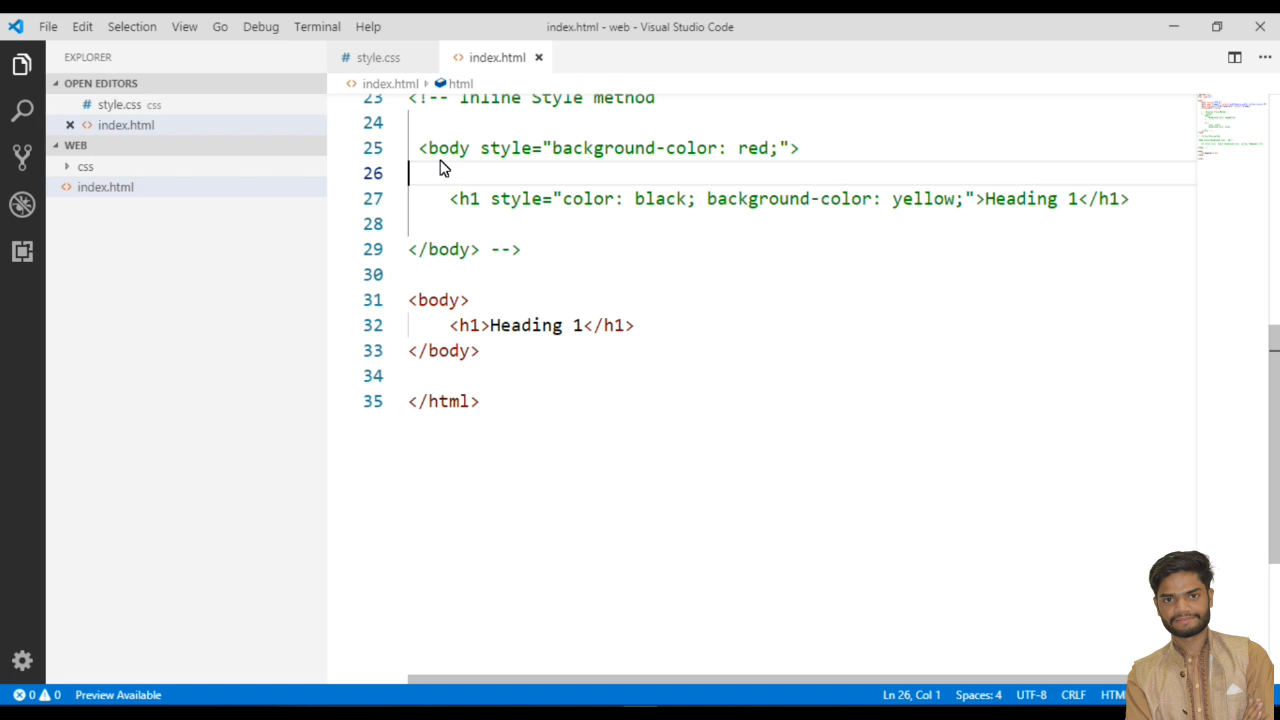 File Edit Selection View Go Debug Terminal Help
index.html - web - Visual Studio Code
EXPLORER
OPEN EDITORS
style.css css
index.html
WEB
css
index.html
style.css
index.html
index.html html
23 <!-- Inline Style method
24
25 <body style="background-color: red;">
26
27 <h1 style="color: black; background-color: yellow;">Heading 1</h1>
28
29 </body> -->
30
31 <body>
32 <h1>Heading 1</h1>
33 </body>
34
35 </html>
0 0 Preview Available
Ln 26, Col 1 Spaces: 4 UTF-8 CRLF